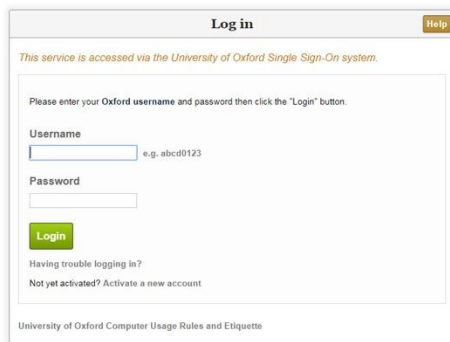 Log in
Help
This service is accessed via the University of Oxford Single Sign-On system.
Please enter your Oxford username and password then click the "Login" button.
Username
e.g. abcd0123
Password
Login
Having trouble logging in?
Not yet activated? Activate a new account
University of Oxford Computer Usage Rules and Etiquette